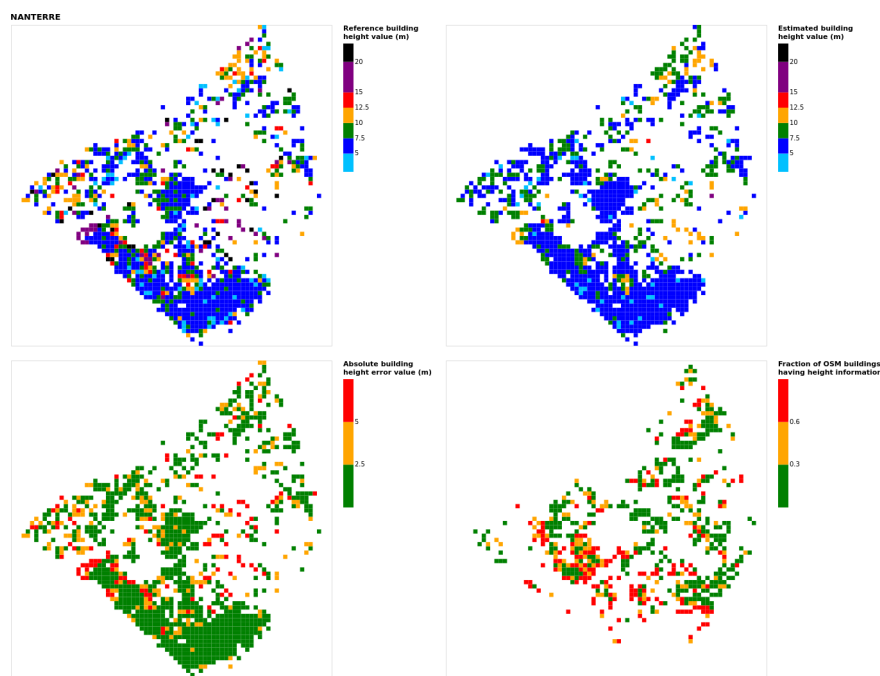 NANTERRE
Reference building
height value (m)
20
15
12.5
10
7.5
5
Estimated building
height value (m)
20
15
12.5
10
7.5
5
Absolute building
height error value (m)
5
2.5
Fraction of OSM buildings
having height information
0.6
0.3